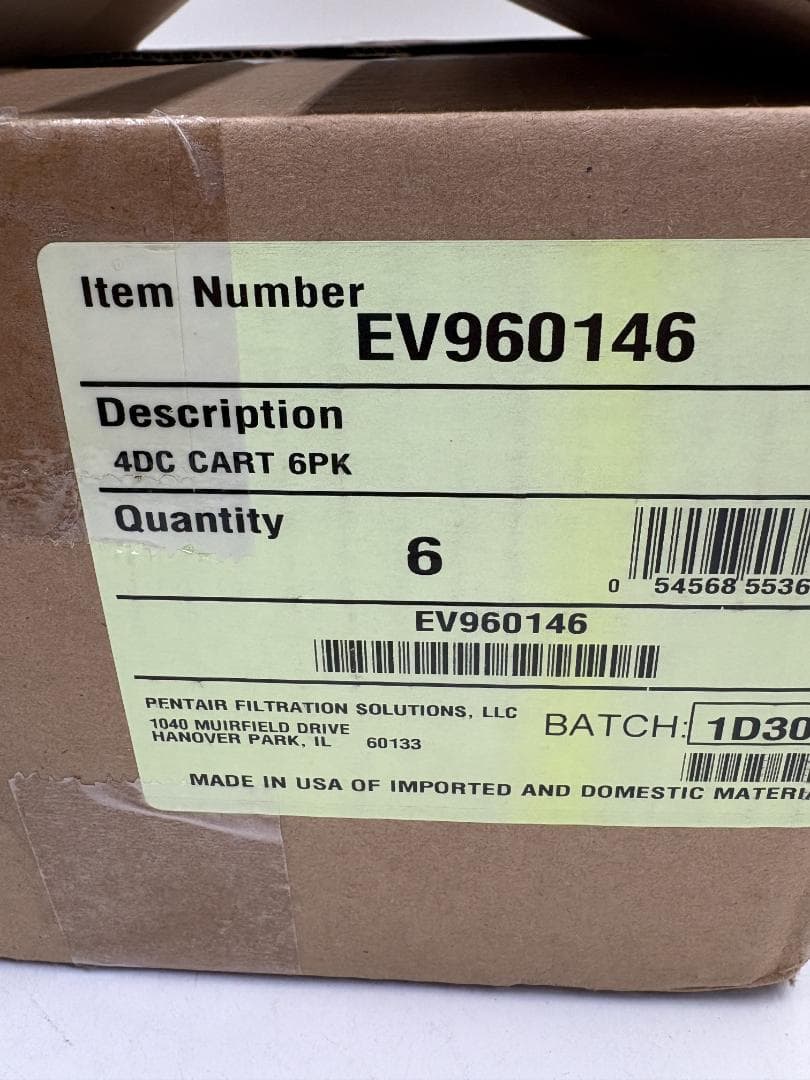 Item Number
EV960146
Description
4DC CART 6PK
Quantity
6
0 54568 5536
EV960146
PENTAIR FILTRATION SOLUTIONS, LLC
1040 MUIRFIELD DRIVE
HANOVER PARK, IL 60133
BATCH: 1D30
MADE IN USA OF IMPORTED AND DOMESTIC